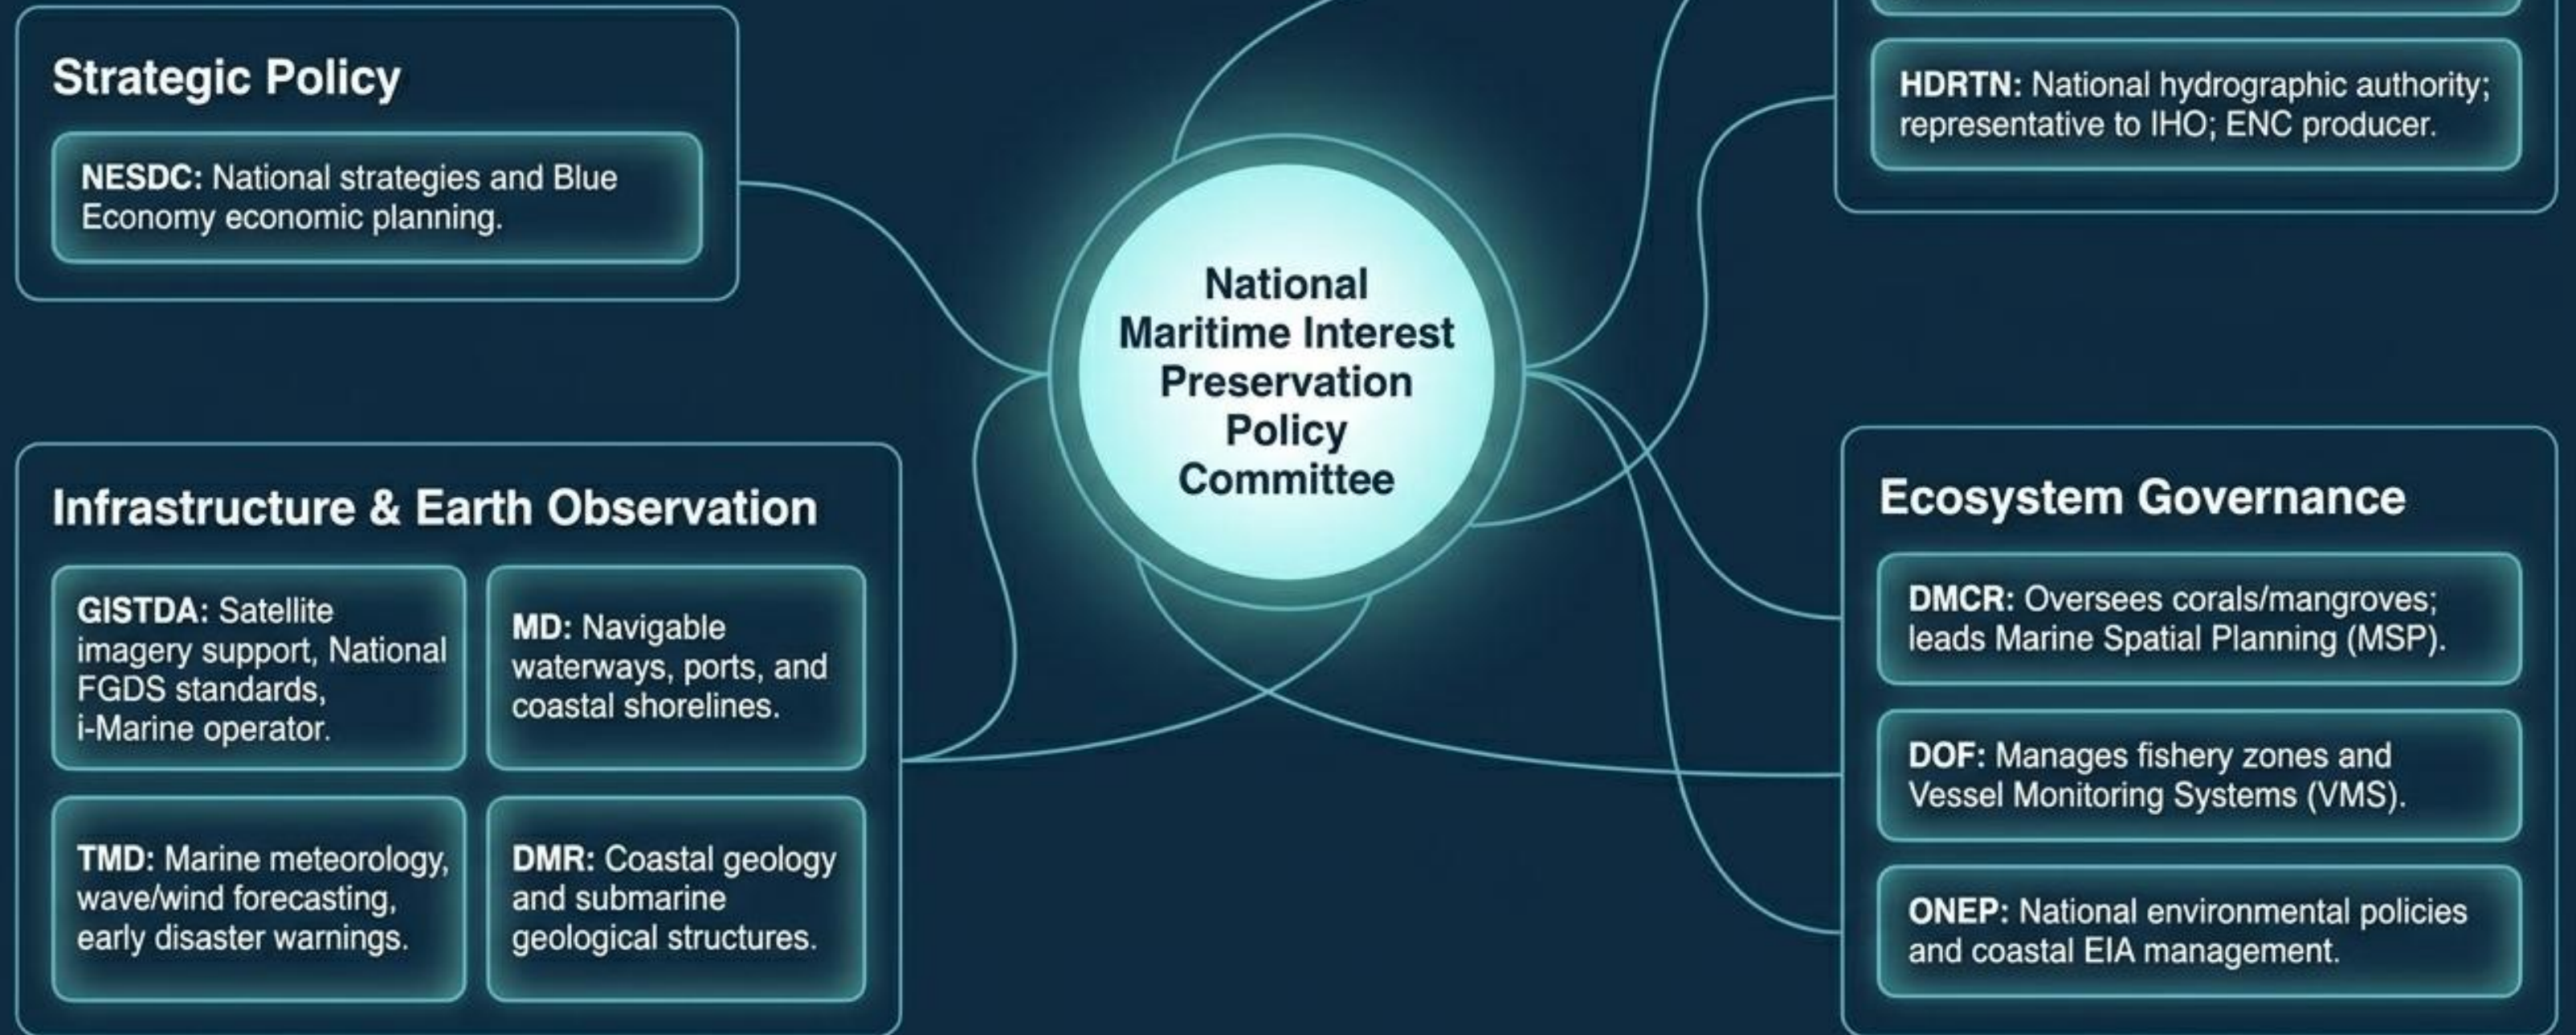 Strategic Policy
NESDC: National strategies and Blue
Economy economic planning.
HDRTN: National hydrographic authority;
representative to IHO; ENC producer.
National
Maritime Interest
Preservation
Policy
Committee
Infrastructure & Earth Observation
GISTDA: Satellite
imagery support, National
FGDS standards,
i-Marine operator.
MD: Navigable
waterways, ports, and
coastal shorelines.
TMD: Marine meteorology,
wave/wind forecasting,
early disaster warnings.
DMR: Coastal geology
and submarine
geological structures.
Ecosystem Governance
DMCR: Oversees corals/mangroves;
leads Marine Spatial Planning (MSP).
DOF: Manages fishery zones and
Vessel Monitoring Systems (VMS).
ONEP: National environmental policies
and coastal EIA management.